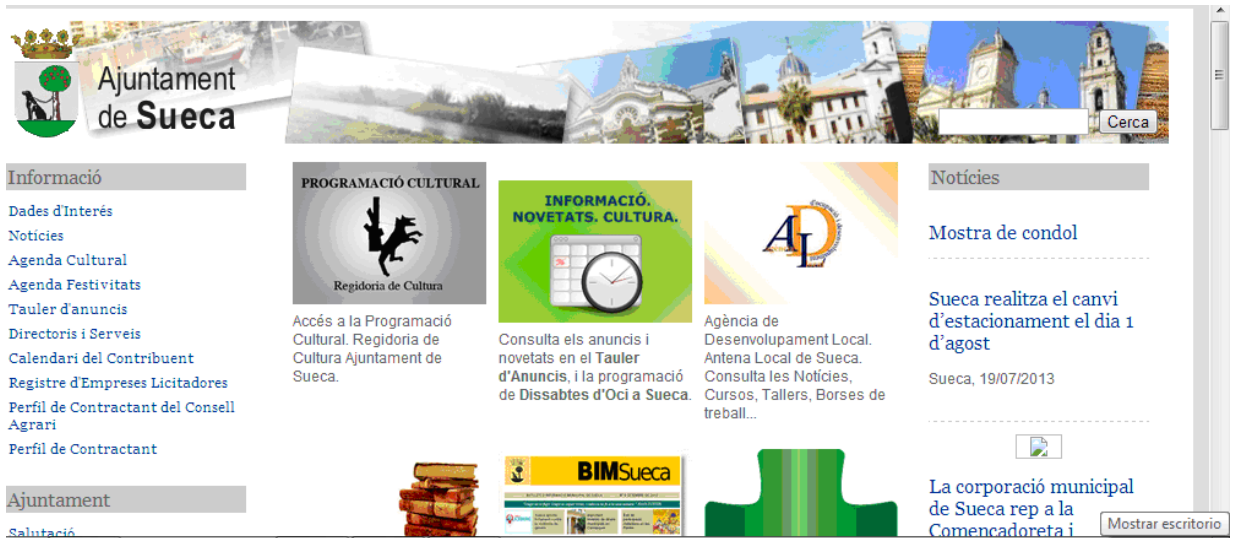 Ajuntament
de Sueca
Cerca
Informació
Dades d'Interés
Noticies
Agenda Cultural
Agenda Festivitats
Tauler d'anuncis
Directoris i Serveis
Calendari del Contribuent
Registre d'Empreses Licitadores
Perfil de Contractant del Consell
Agrari
Perfil de Contractant
Ajuntament
Salutació
PROGRAMACIÓ CULTURAL
Regidoria de Cultura
Accés a la Programació
Cultural. Regidoria de
Cultura Ajuntament de
Sueca.
INFORMACIÓ.
NOVETATS. CULTURA.
Consulta els anuncis i
novetats en el Tauler
d'Anuncis, i la programació
de Dissabtes d'Oci a Sueca.
ADL
Agència de
Desenvolupament Local.
Antena Local de Sueca.
Consulta les Notícies,
Cursos, Tallers, Borses de
treball...
BIMSueca
Notícies
Mostra de condol
Sueca realitza el canvi
d'estacionament el dia 1
d'agost
Sueca, 19/07/2013
La corporació municipal
de Sueca rep a la
Començadoreta i
Mostrar escritorio